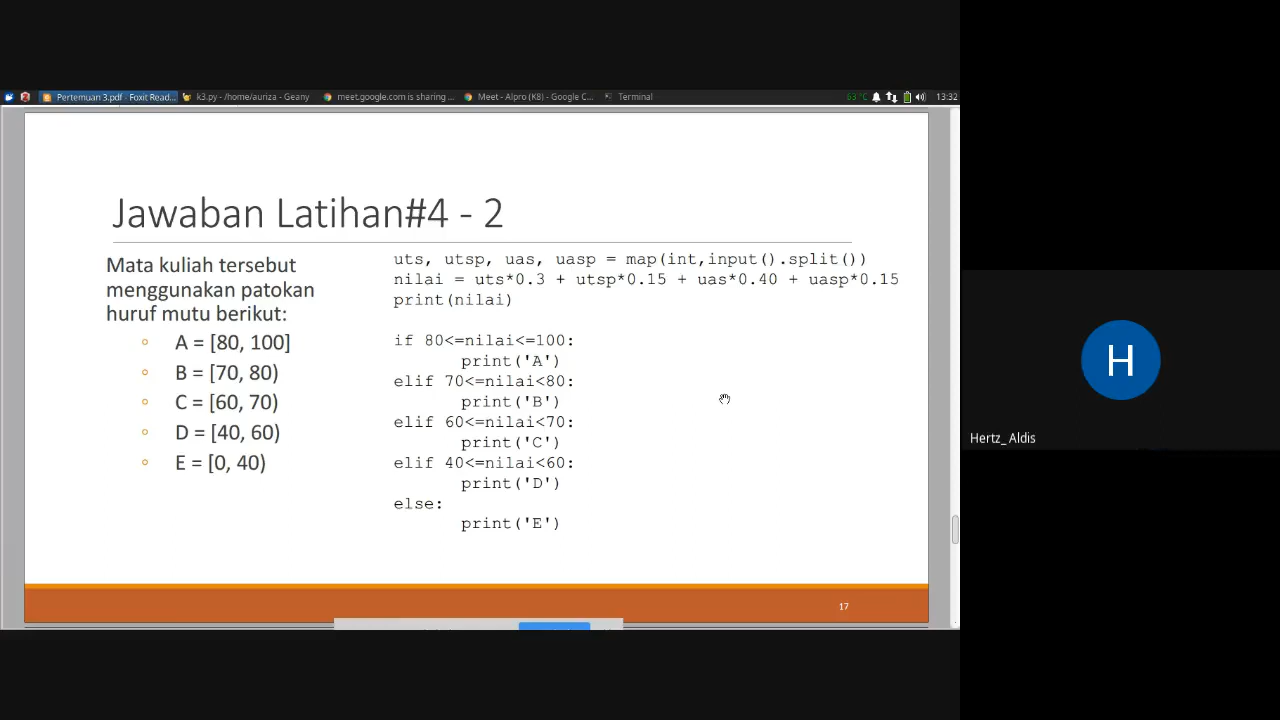 Pertemuan 3.pdf - Foxit Read... k3.py - /home/auriza - Geany meet.google.com is sharing ... Meet - Alpro (K8) - Google C... Terminal 63°C 13:32
Jawaban Latihan#4 - 2
Mata kuliah tersebut
menggunakan patokan
huruf mutu berikut:
A = [80, 100]
B = [70, 80)
C = [60, 70)
D = [40, 60)
E = [0, 40)
uts, utsp, uas, uasp = map(int,input().split())
nilai = uts*0.3 + utsp*0.15 + uas*0.40 + uasp*0.15
print(nilai)
if 80<=nilai<=100:
print('A')
elif 70<=nilai<80:
print('B')
elif 60<=nilai<70:
print('C')
elif 40<=nilai<60:
print('D')
else:
print('E')
17
H
Hertz_ Aldis